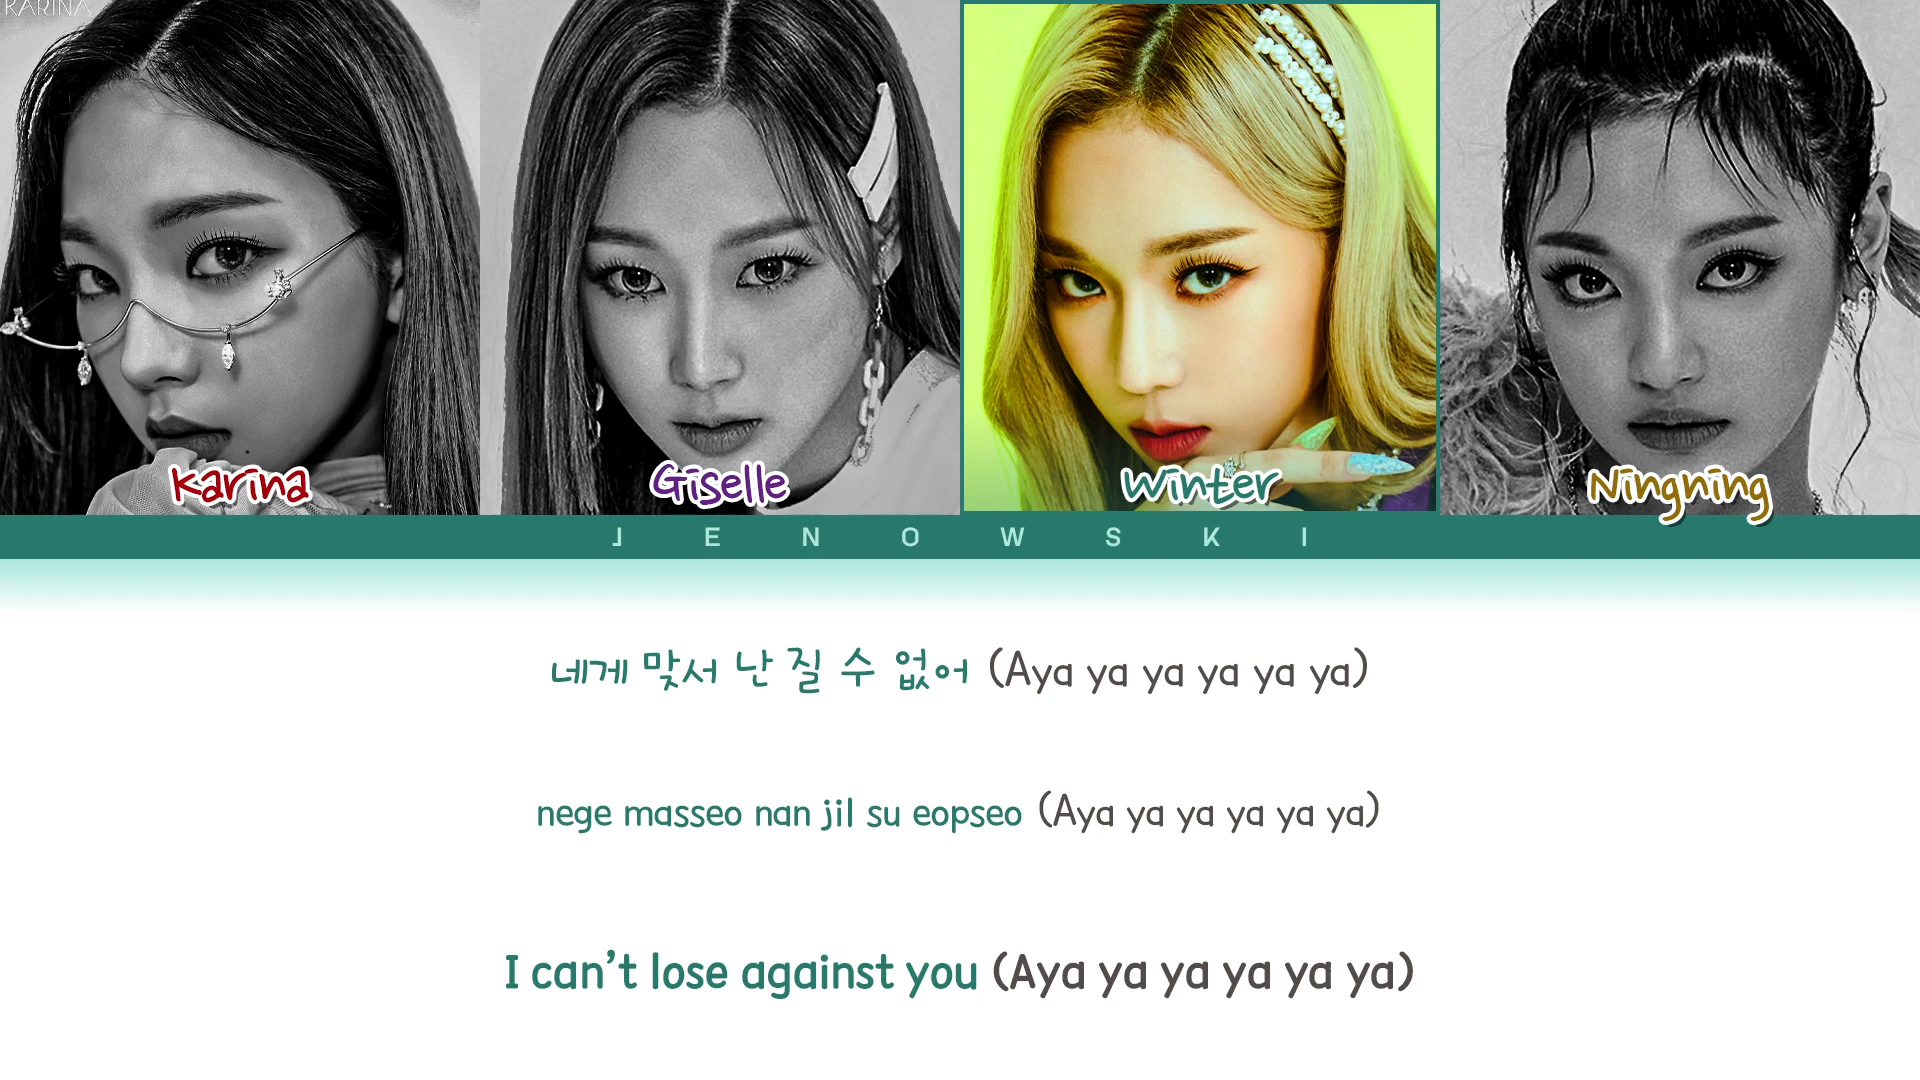 KARINA
Karina
Giselle
Winter
Ningning
JENOWSKI
네게 맞서 난 질 수 없어 (Aya ya ya ya ya ya)
nege masseo nan jil su eopseo (Aya ya ya ya ya ya)
I can't lose against you (Aya ya ya ya ya ya)